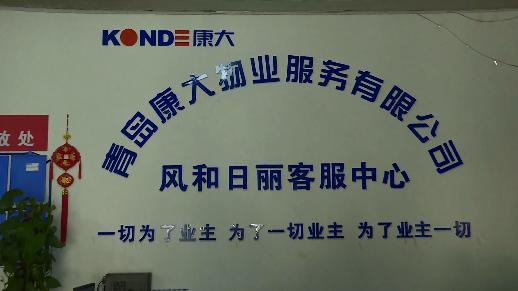 KONDE康大
青岛康大物业服务有限公司
放处
风和日丽客服中心
一切为了业主 为了一切业主 为了业主一切